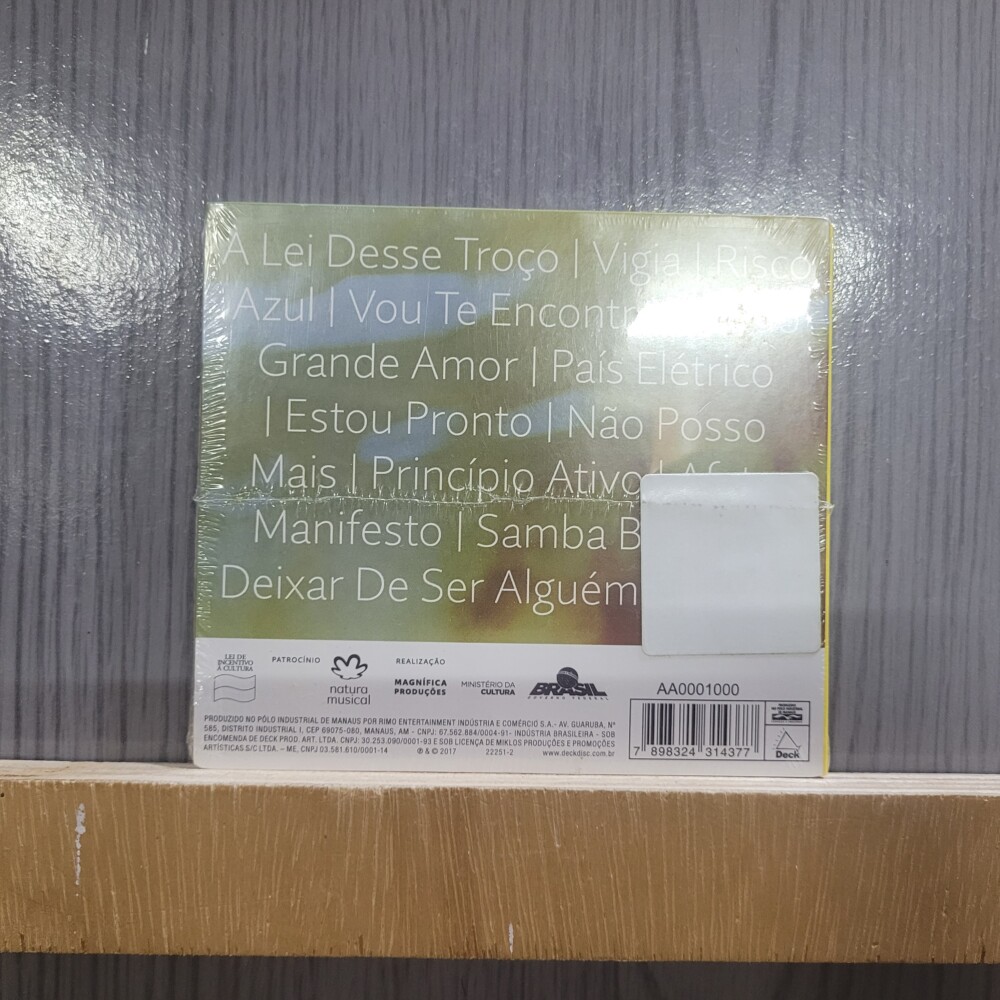 A Lei Desse Troço | Vigia | Risco
Azul | Vou Te Encontr
Grande Amor | País Elétrico
| Estou Pronto | Não Posso
Mais | Princípio Ativo |
Manifesto | Samba B
Deixar De Ser Alguém
LEI DE
INCENTIVO
À CULTURA
PATROCÍNIO
natura
musical
REALIZAÇÃO
MAGNÍFICA
PRODUÇÕES
MINISTÉRIO DA
CULTURA
BRASIL
GOVERNO FEDERAL
AA0001000
7 898324 314377
Deck
PRODUZIDO NO PÓLO INDUSTRIAL DE MANAUS POR RIMO ENTERTAINMENT INDÚSTRIA E COMÉRCIO S.A.- AV. GUARUBA, Nº
585, DISTRITO INDUSTRIAL I, CEP 69075-080, MANAUS, AM - CNPJ: 67.562.884/0004-91- INDÚSTRIA BRASILEIRA - SOB
ENCOMENDA DE DECK PROD. ART. LTDA. CNPJ: 30.253.090/0001-93 E SOB LICENÇA DE MIKLOS PRODUÇÕES E PROMOÇÕES
ARTÍSTICAS S/C LTDA. – ME, CNPJ 03.581.610/0001-14 ℗ & © 2017 22251-2 www.deckdisc.com.br